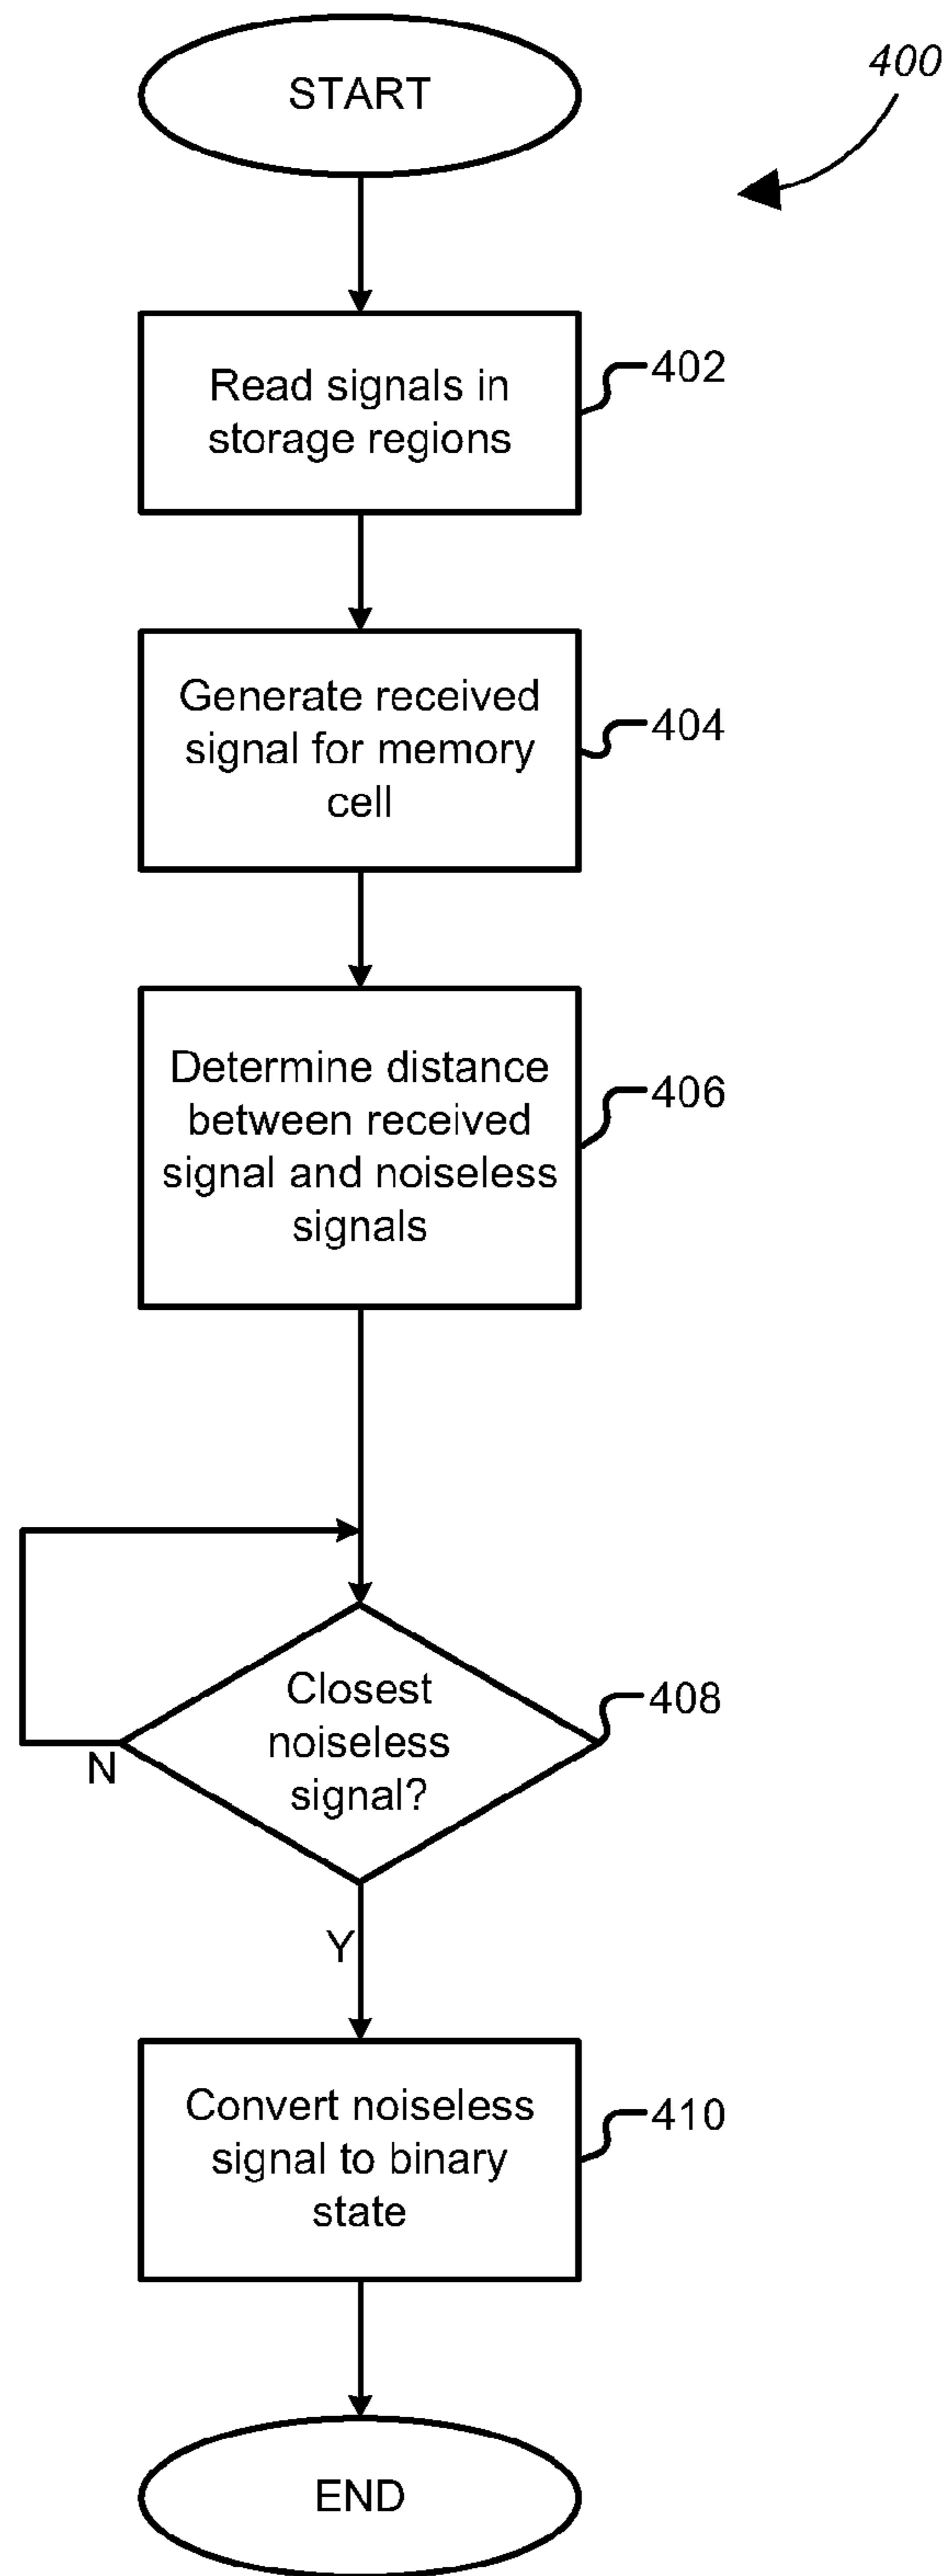 START
400
Read signals in
storage regions
402
Generate received
signal for memory
cell
404
Determine distance
between received
signal and noiseless
signals
406
Closest
noiseless
signal?
408
N
Y
Convert noiseless
signal to binary
state
410
END